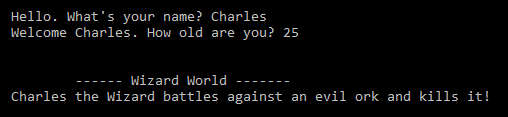 Hello. What's your name? Charles
Welcome Charles. How old are you? 25
------ Wizard World -------
Charles the Wizard battles against an evil ork and kills it!